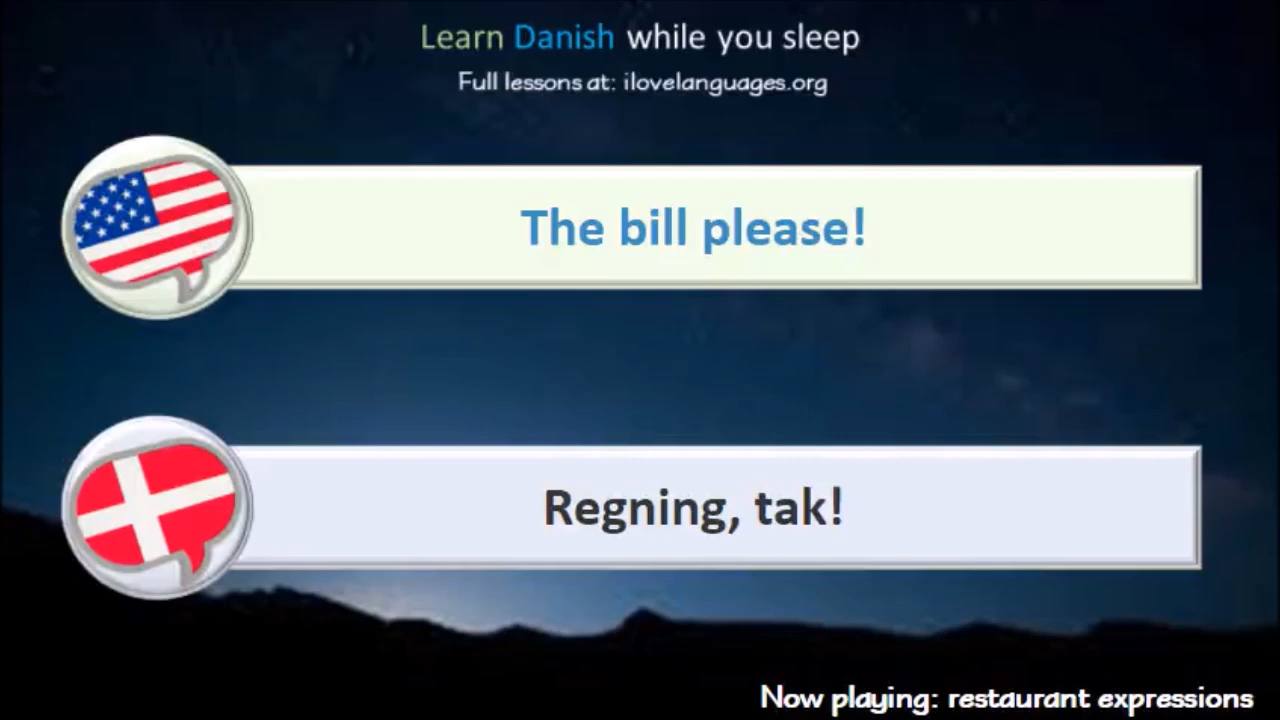 Learn Danish while you sleep
Full lessons at: ilovelanguages.org
The bill please!
Regning, tak!
Now playing: restaurant expressions